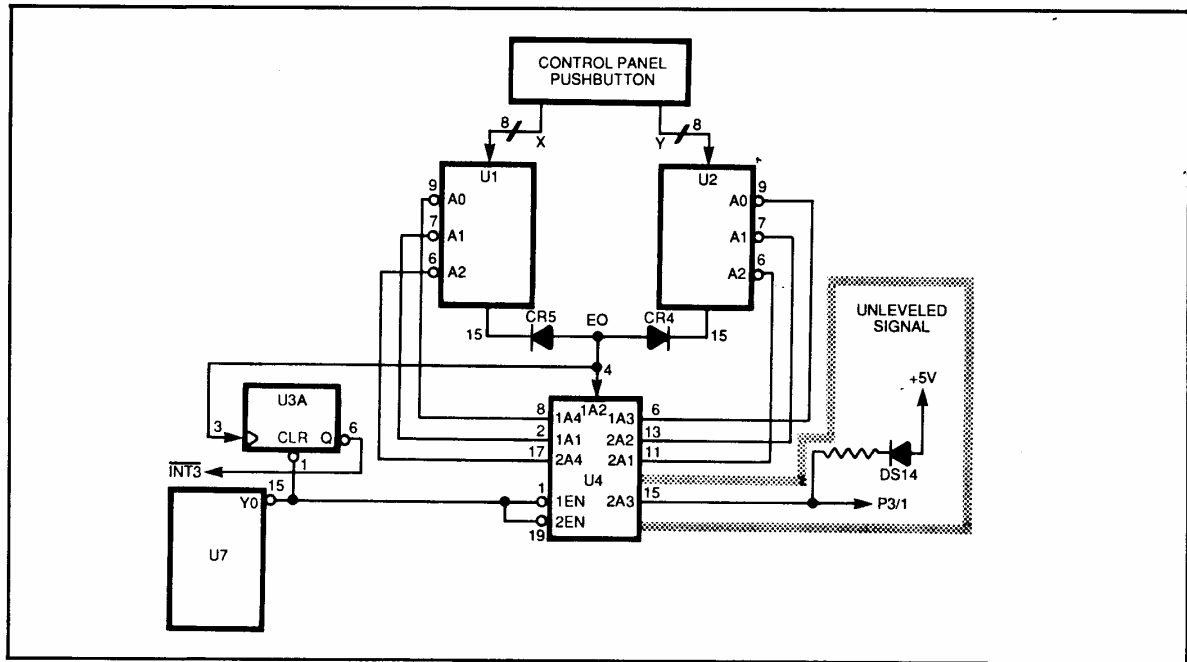 CONTROL PANEL
PUSHBUTTON
8
X
Y
8
U1
9
A0
7
A1
6
A2
U2
9
A0
7
A1
6
A2
15
CR5
EO
CR4
15
4
UNLEVELED
SIGNAL
+5V
DS14
U3A
3
CLR
Q
6
1
INT3
1A2
8
1A4
1A3
6
2
1A1
2A2
13
17
2A4
2A1
11
U4
1
1EN
2A3
15
P3/1
2EN
19
15
Y0
U7